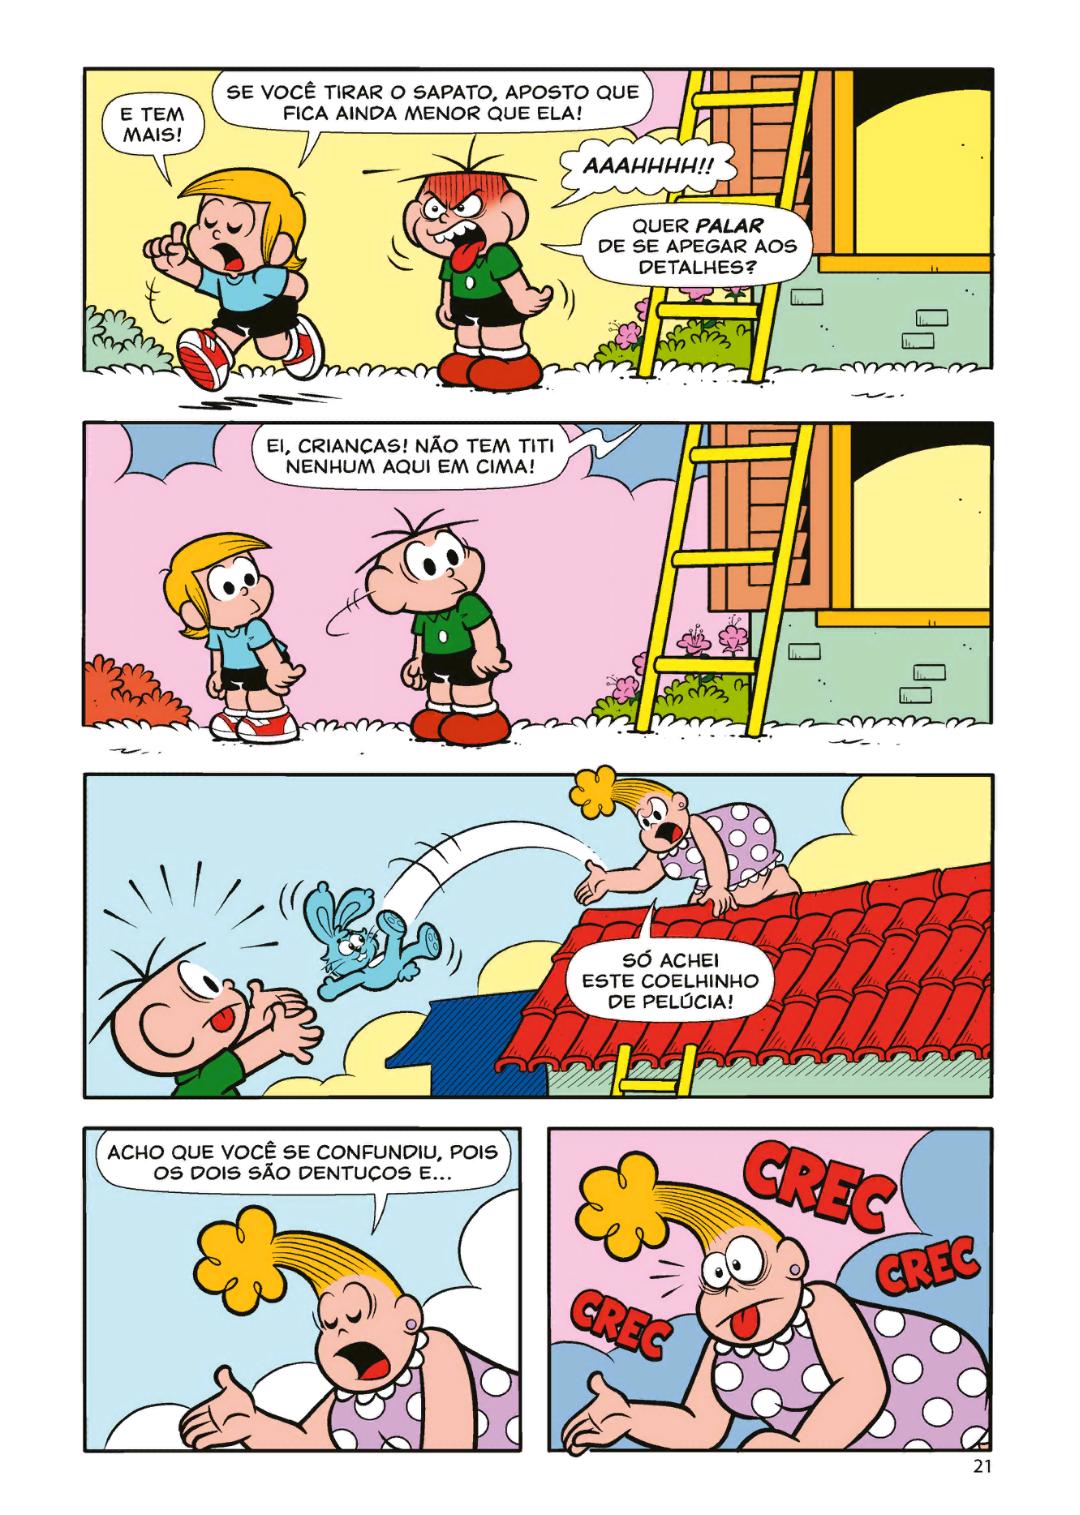 E TEM
MAIS!
SE VOCÊ TIRAR O SAPATO, APOSTO QUE
FICA AINDA MENOR QUE ELA!
AAAHHHH!!
QUER PALAR
DE SE APEGAR AOS
DETALHES?
EI, CRIANÇAS! NÃO TEM TITI
NENHUM AQUI EM CIMA!
SÓ ACHEI
ESTE COELHINHO
DE PELÚCIA!
ACHO QUE VOCÊ SE CONFUNDIU, POIS
OS DOIS SÃO DENTUÇOS E...
CREC
CREC
CREC
21